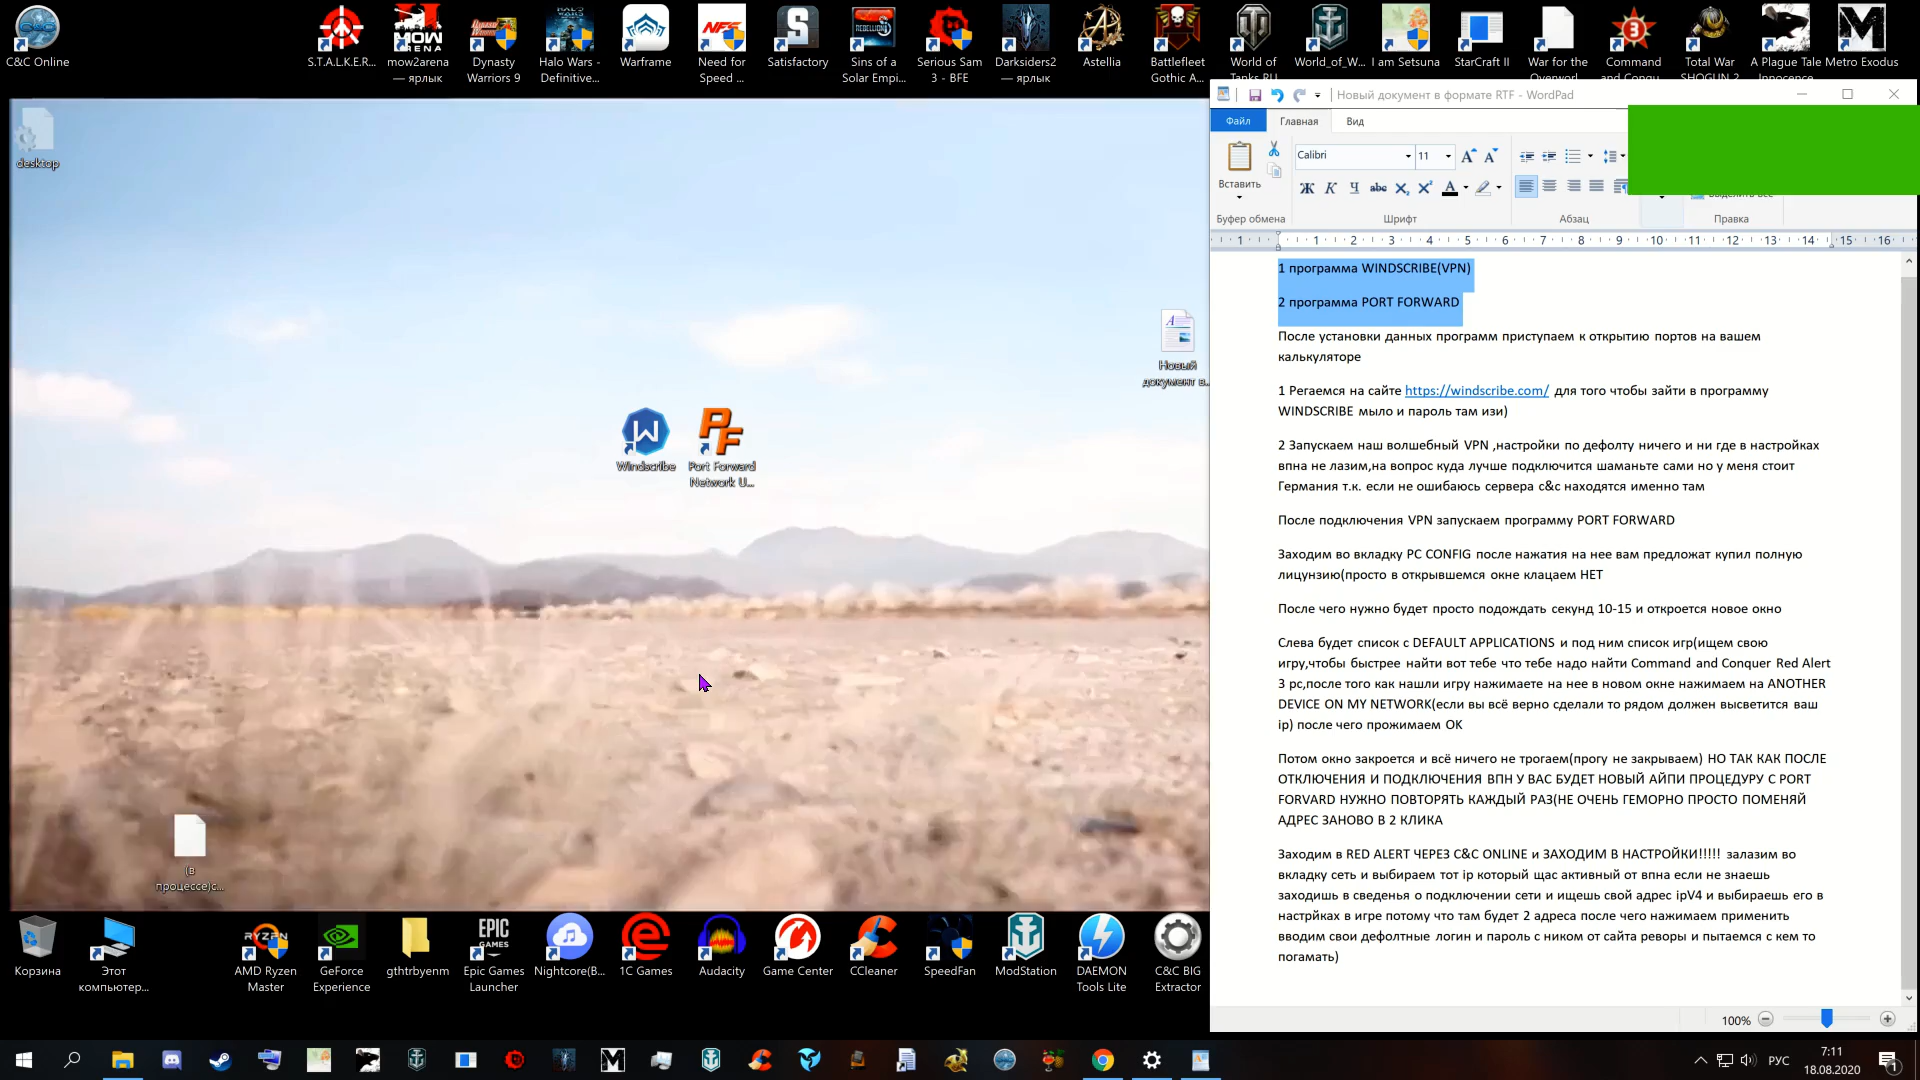 C&C Online
S.T.A.L.K.E.R...
mow2arena
— ярлык
Dynasty
Warriors 9
Halo Wars -
Definitive...
Warframe
Need for
Speed ...
Satisfactory
Sins of a
Solar Empi...
Serious Sam
3 - BFE
Darksiders2
— ярлык
Astellia
Battlefleet
Gothic A...
World of
Tanks RU
World_of_W...
I am Setsuna
StarCraft II
War for the
Overworl
Command
and Conqu
Total War
SHOGUN 2
A Plague Tale
Innocence
Metro Exodus
desktop
Windscribe
Port Forward
Network U...
Новый
документ в...
(в
процессе)с...
Новый документ в формате RTF - WordPad
Файл
Главная
Вид
Вставить
Calibri
11
Буфер обмена
Шрифт
Абзац
Выделить все
Правка
1 1 2 3 4 5 6 7 8 9 10 11 12 13 14 15 16
1 программа WINDSCRIBE(VPN)
2 программа PORT FORWARD
После установки данных программ приступаем к открытию портов на вашем
калькуляторе
1 Регаемся на сайте https://windscribe.com/ для того чтобы зайти в программу
WINDSCRIBE мыло и пароль там изи)
2 Запускаем наш волшебный VPN ,настройки по дефолту ничего и ни где в настройках
впна не лазим,на вопрос куда лучше подключится шаманьте сами но у меня стоит
Германия т.к. если не ошибаюсь сервера c&c находятся именно там
После подключения VPN запускаем программу PORT FORWARD
Заходим во вкладку PC CONFIG после нажатия на нее вам предложат купил полную
лицунзию(просто в открывшемся окне клацаем НЕТ
После чего нужно будет просто подождать секунд 10-15 и откроется новое окно
Слева будет список с DEFAULT APPLICATIONS и под ним список игр(ищем свою
игру,чтобы быстрее найти вот тебе что тебе надо найти Command and Conquer Red Alert
3 pc,после того как нашли игру нажимаете на нее в новом окне нажимаем на ANOTHER
DEVICE ON MY NETWORK(если вы всё верно сделали то рядом должен высветится ваш
ip) после чего прожимаем OK
Потом окно закроется и всё ничего не трогаем(прогу не закрываем) НО ТАК КАК ПОСЛЕ
ОТКЛЮЧЕНИЯ И ПОДКЛЮЧЕНИЯ ВПН У ВАС БУДЕТ НОВЫЙ АЙПИ ПРОЦЕДУРУ С PORT
FORVARD НУЖНО ПОВТОРЯТЬ КАЖДЫЙ РАЗ(НЕ ОЧЕНЬ ГЕМОРНО ПРОСТО ПОМЕНЯЙ
АДРЕС ЗАНОВО В 2 КЛИКА
Заходим в RED ALERT ЧЕРЕЗ C&C ONLINE и ЗАХОДИМ В НАСТРОЙКИ!!!!! залазим во
вкладку сеть и выбираем тот ip который щас активный от впна если не знаешь
заходишь в сведенья о подключении сети и ищешь свой адрес ipV4 и выбираешь его в
настрйках в игре потому что там будет 2 адреса после чего нажимаем применить
вводим свои дефолтные логин и пароль с ником от сайта реворы и пытаемся с кем то
погамать)
100%
Корзина
Этот
компьютер...
AMD Ryzen
Master
GeForce
Experience
gthtrbyenm
Epic Games
Launcher
Nightcore(B...
1C Games
Audacity
Game Center
CCleaner
SpeedFan
ModStation
DAEMON
Tools Lite
C&C BIG
Extractor
РУС
7:11
18.08.2020